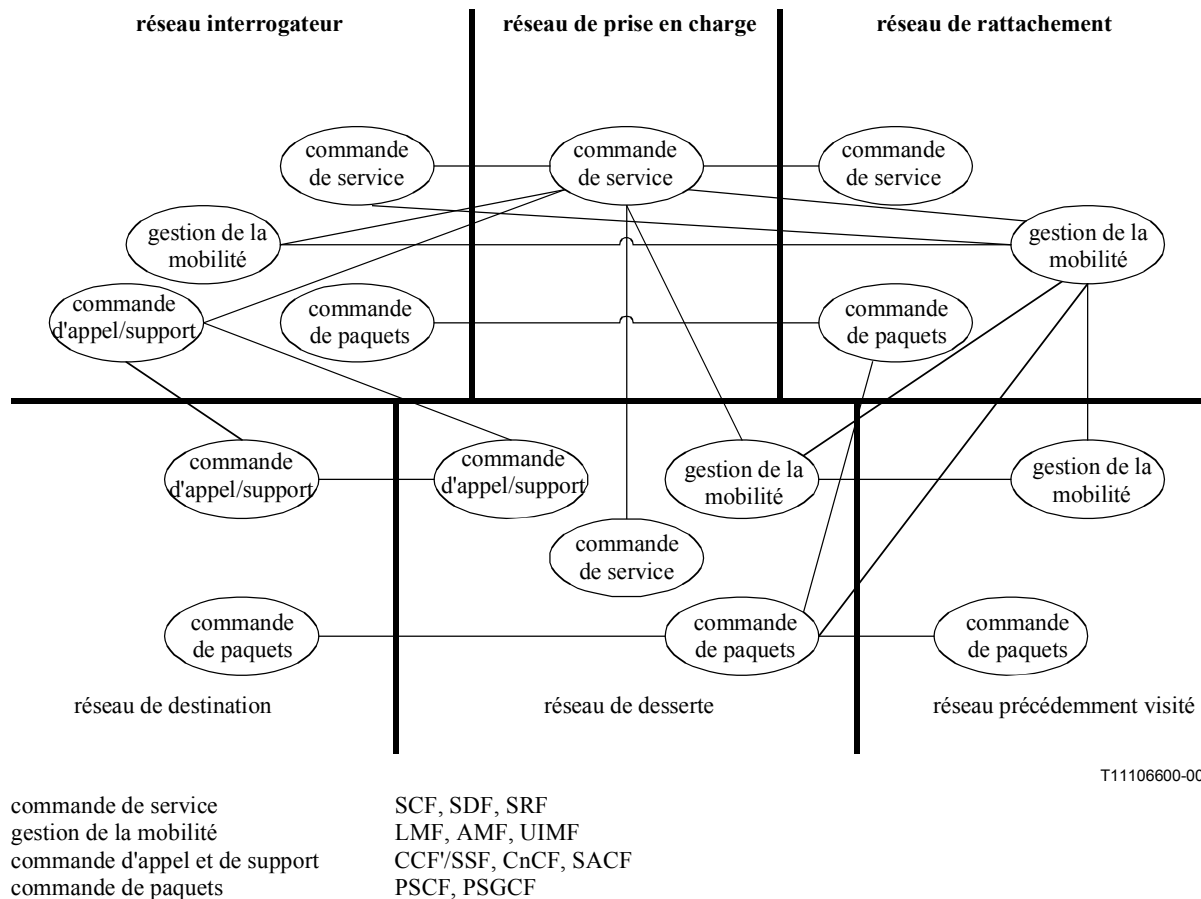 réseau interrogateur
réseau de prise en charge
réseau de rattachement
commande
de service
commande
de service
commande
de service
gestion de la
mobilité
gestion de la
mobilité
commande
d'appel/support
commande
de paquets
commande
de paquets
commande
d'appel/support
commande
d'appel/support
gestion de la
mobilité
gestion de la
mobilité
commande
de service
commande
de paquets
commande
de paquets
commande
de paquets
réseau de destination
réseau de desserte
réseau précédemment visité
T11106600-00
commande de service SCF, SDF, SRF
gestion de la mobilité LMF, AMF, UIMF
commande d'appel et de support CCF'/SSF, CnCF, SACF
commande de paquets PSCF, PSGCF